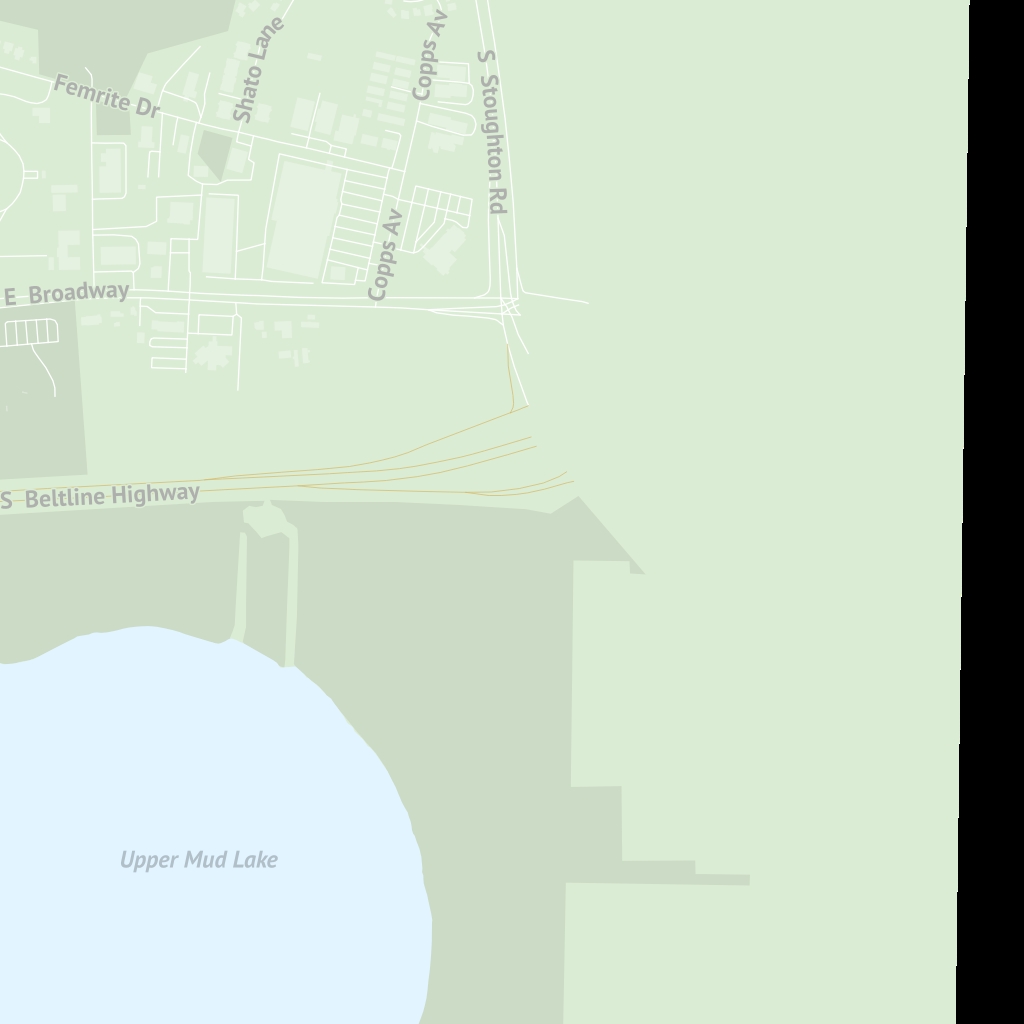 Shato Lane
Copps Av
Femrite Dr
S Stoughton Rd
Copps Av
E Broadway
S Beltline Highway
Upper Mud Lake